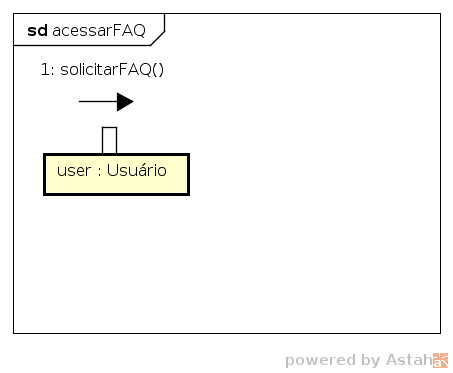 sd acessarFAQ
1: solicitarFAQ()
user : Usuário
powered by Astah